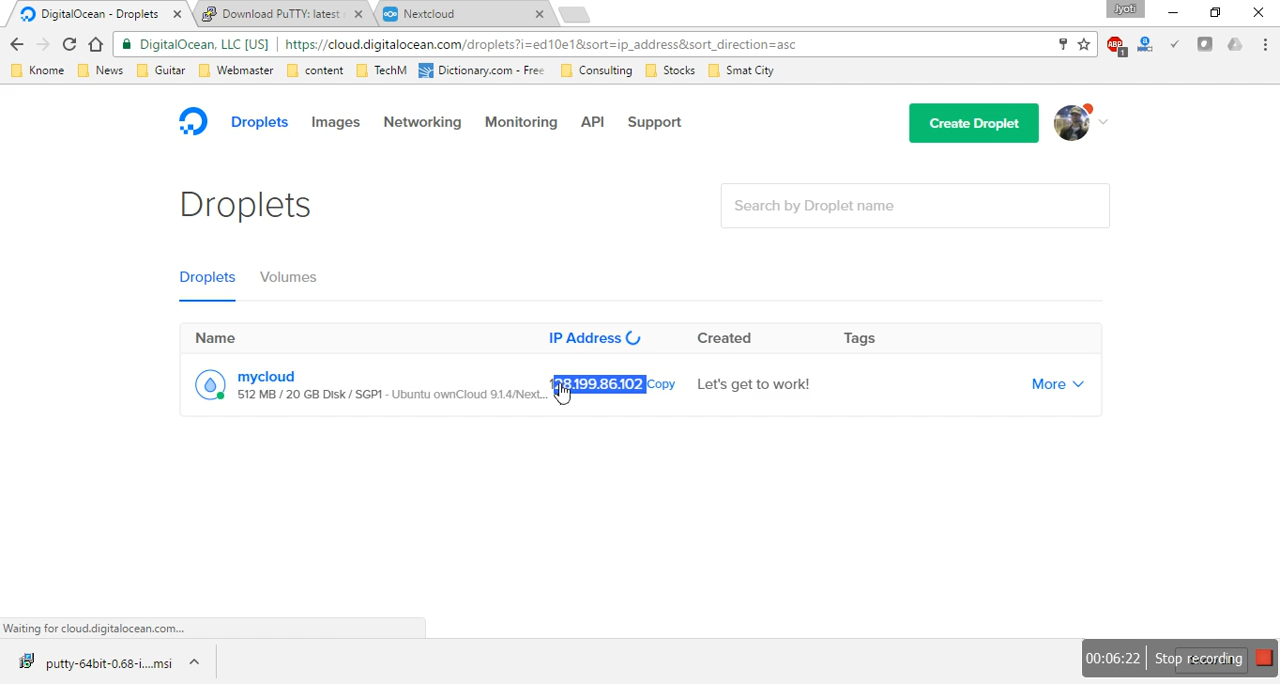 DigitalOcean - Droplets
Download PuTTY: latest
Nextcloud
Jyoti
DigitalOcean, LLC [US] https://cloud.digitalocean.com/droplets?i=ed10e1&sort=ip_address&sort_direction=asc
ABP 1
Knome News Guitar Webmaster content TechM Dictionary.com - Free Consulting Stocks Smat City
Droplets Images Networking Monitoring API Support Create Droplet
Droplets
Search by Droplet name
Droplets Volumes
Name IP Address Created Tags
mycloud
128.199.86.102 Copy Let's get to work! More
512 MB / 20 GB Disk / SGP1 - Ubuntu ownCloud 9.1.4/Next...
Waiting for cloud.digitalocean.com...
putty-64bit-0.68-i....msi
00:06:22 Stop recording